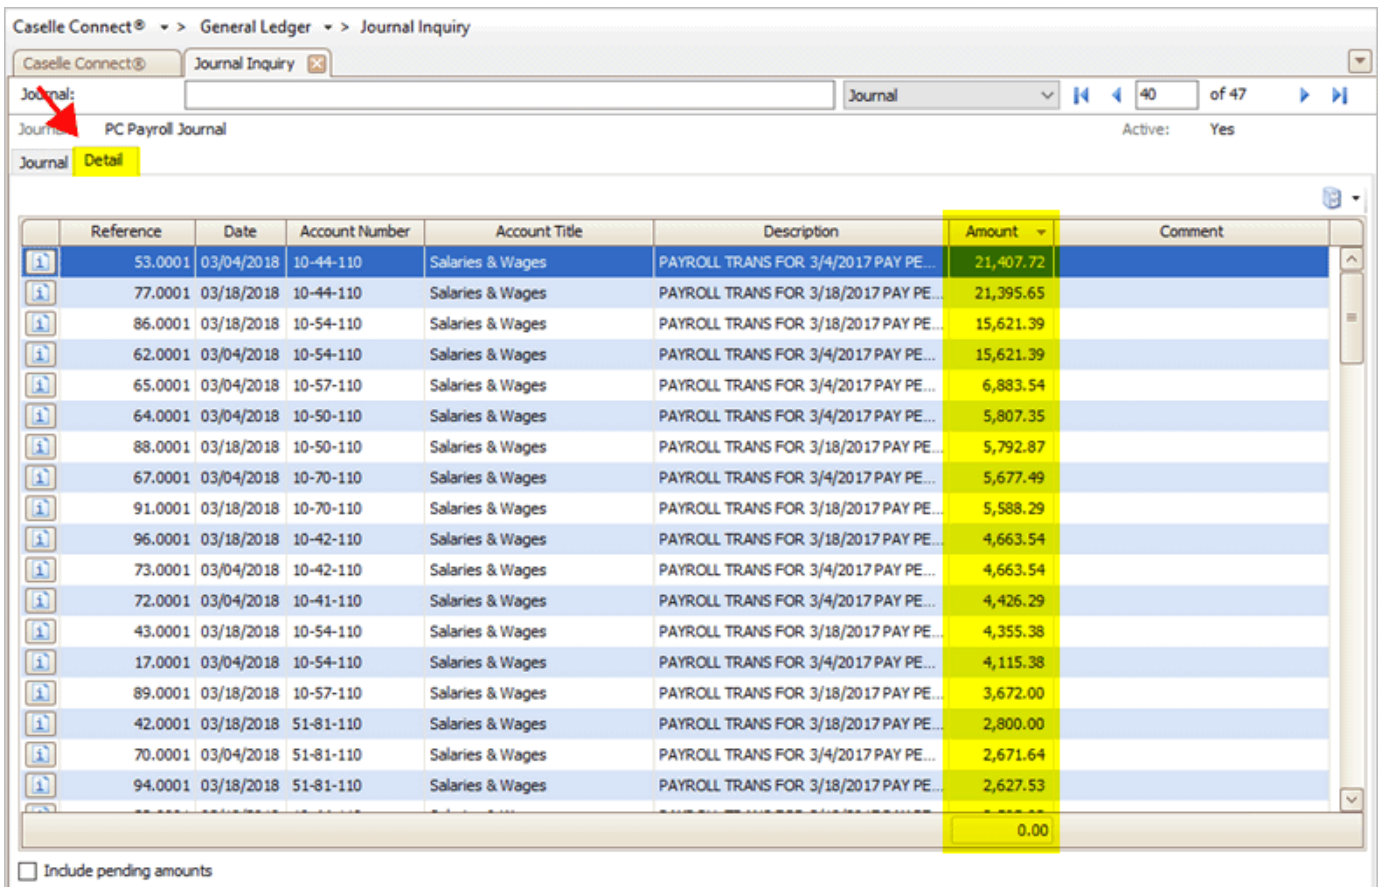 Caselle Connect® > General Ledger > Journal Inquiry
Caselle Connect® Journal Inquiry
Journal: Journal 40 of 47
Journal PC Payroll Journal Active: Yes
Journal Detail
Reference Date Account Number Account Title Description Amount Comment
53.0001 03/04/2018 10-44-110 Salaries & Wages PAYROLL TRANS FOR 3/4/2017 PAY PE... 21,407.72
77.0001 03/18/2018 10-44-110 Salaries & Wages PAYROLL TRANS FOR 3/18/2017 PAY PE... 21,395.65
86.0001 03/18/2018 10-54-110 Salaries & Wages PAYROLL TRANS FOR 3/18/2017 PAY PE... 15,621.39
62.0001 03/04/2018 10-54-110 Salaries & Wages PAYROLL TRANS FOR 3/4/2017 PAY PE... 15,621.39
65.0001 03/04/2018 10-57-110 Salaries & Wages PAYROLL TRANS FOR 3/4/2017 PAY PE... 6,883.54
64.0001 03/04/2018 10-50-110 Salaries & Wages PAYROLL TRANS FOR 3/4/2017 PAY PE... 5,807.35
88.0001 03/18/2018 10-50-110 Salaries & Wages PAYROLL TRANS FOR 3/18/2017 PAY PE... 5,792.87
67.0001 03/04/2018 10-70-110 Salaries & Wages PAYROLL TRANS FOR 3/4/2017 PAY PE... 5,677.49
91.0001 03/18/2018 10-70-110 Salaries & Wages PAYROLL TRANS FOR 3/18/2017 PAY PE... 5,588.29
96.0001 03/18/2018 10-42-110 Salaries & Wages PAYROLL TRANS FOR 3/18/2017 PAY PE... 4,663.54
73.0001 03/04/2018 10-42-110 Salaries & Wages PAYROLL TRANS FOR 3/4/2017 PAY PE... 4,663.54
72.0001 03/04/2018 10-41-110 Salaries & Wages PAYROLL TRANS FOR 3/4/2017 PAY PE... 4,426.29
43.0001 03/18/2018 10-54-110 Salaries & Wages PAYROLL TRANS FOR 3/18/2017 PAY PE... 4,355.38
17.0001 03/04/2018 10-54-110 Salaries & Wages PAYROLL TRANS FOR 3/4/2017 PAY PE... 4,115.38
89.0001 03/18/2018 10-57-110 Salaries & Wages PAYROLL TRANS FOR 3/18/2017 PAY PE... 3,672.00
42.0001 03/18/2018 51-81-110 Salaries & Wages PAYROLL TRANS FOR 3/18/2017 PAY PE... 2,800.00
70.0001 03/04/2018 51-81-110 Salaries & Wages PAYROLL TRANS FOR 3/4/2017 PAY PE... 2,671.64
94.0001 03/18/2018 51-81-110 Salaries & Wages PAYROLL TRANS FOR 3/18/2017 PAY PE... 2,627.53
0.00
Include pending amounts